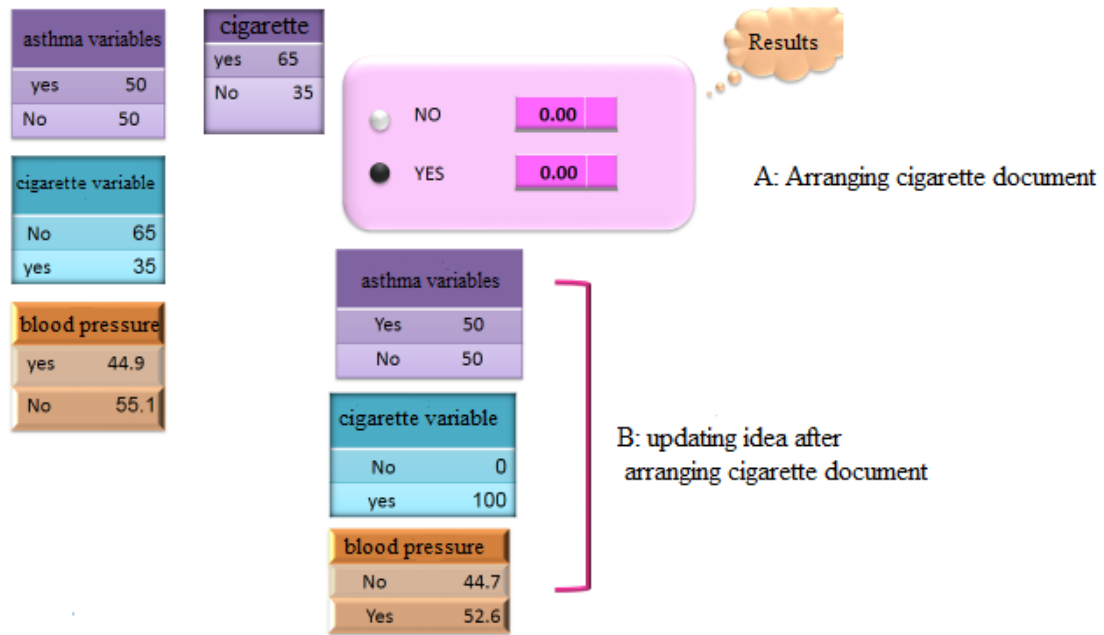 asthma variables
yes 50
No 50
cigarette variable
No 65
yes 35
blood pressure
yes 44.9
No 55.1
cigarette
yes 65
No 35
Results
NO 0.00
YES 0.00
A: Arranging cigarette document
asthma variables
Yes 50
No 50
cigarette variable
No 0
yes 100
blood pressure
No 44.7
Yes 52.6
B: updating idea after
arranging cigarette document